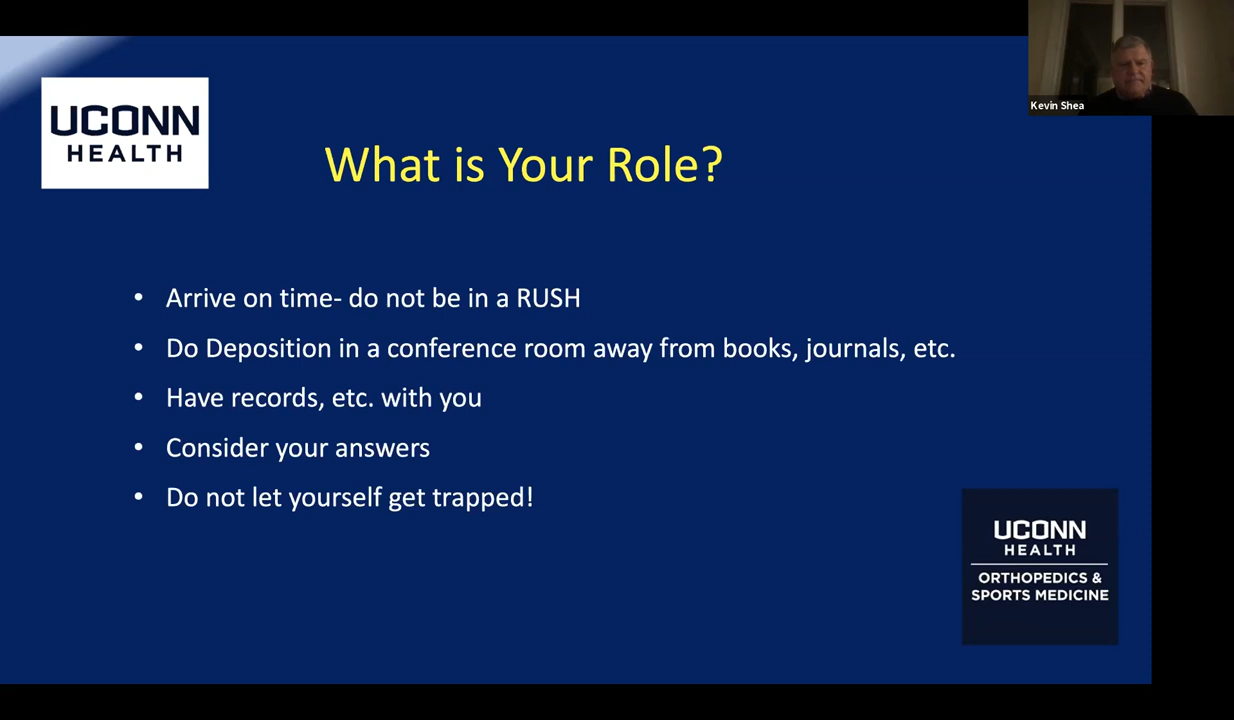 Kevin Shea
UCONN
HEALTH
What is Your Role?
• Arrive on time- do not be in a RUSH
• Do Deposition in a conference room away from books, journals, etc.
• Have records, etc. with you
• Consider your answers
• Do not let yourself get trapped!
UCONN
HEALTH
ORTHOPEDICS &
SPORTS MEDICINE